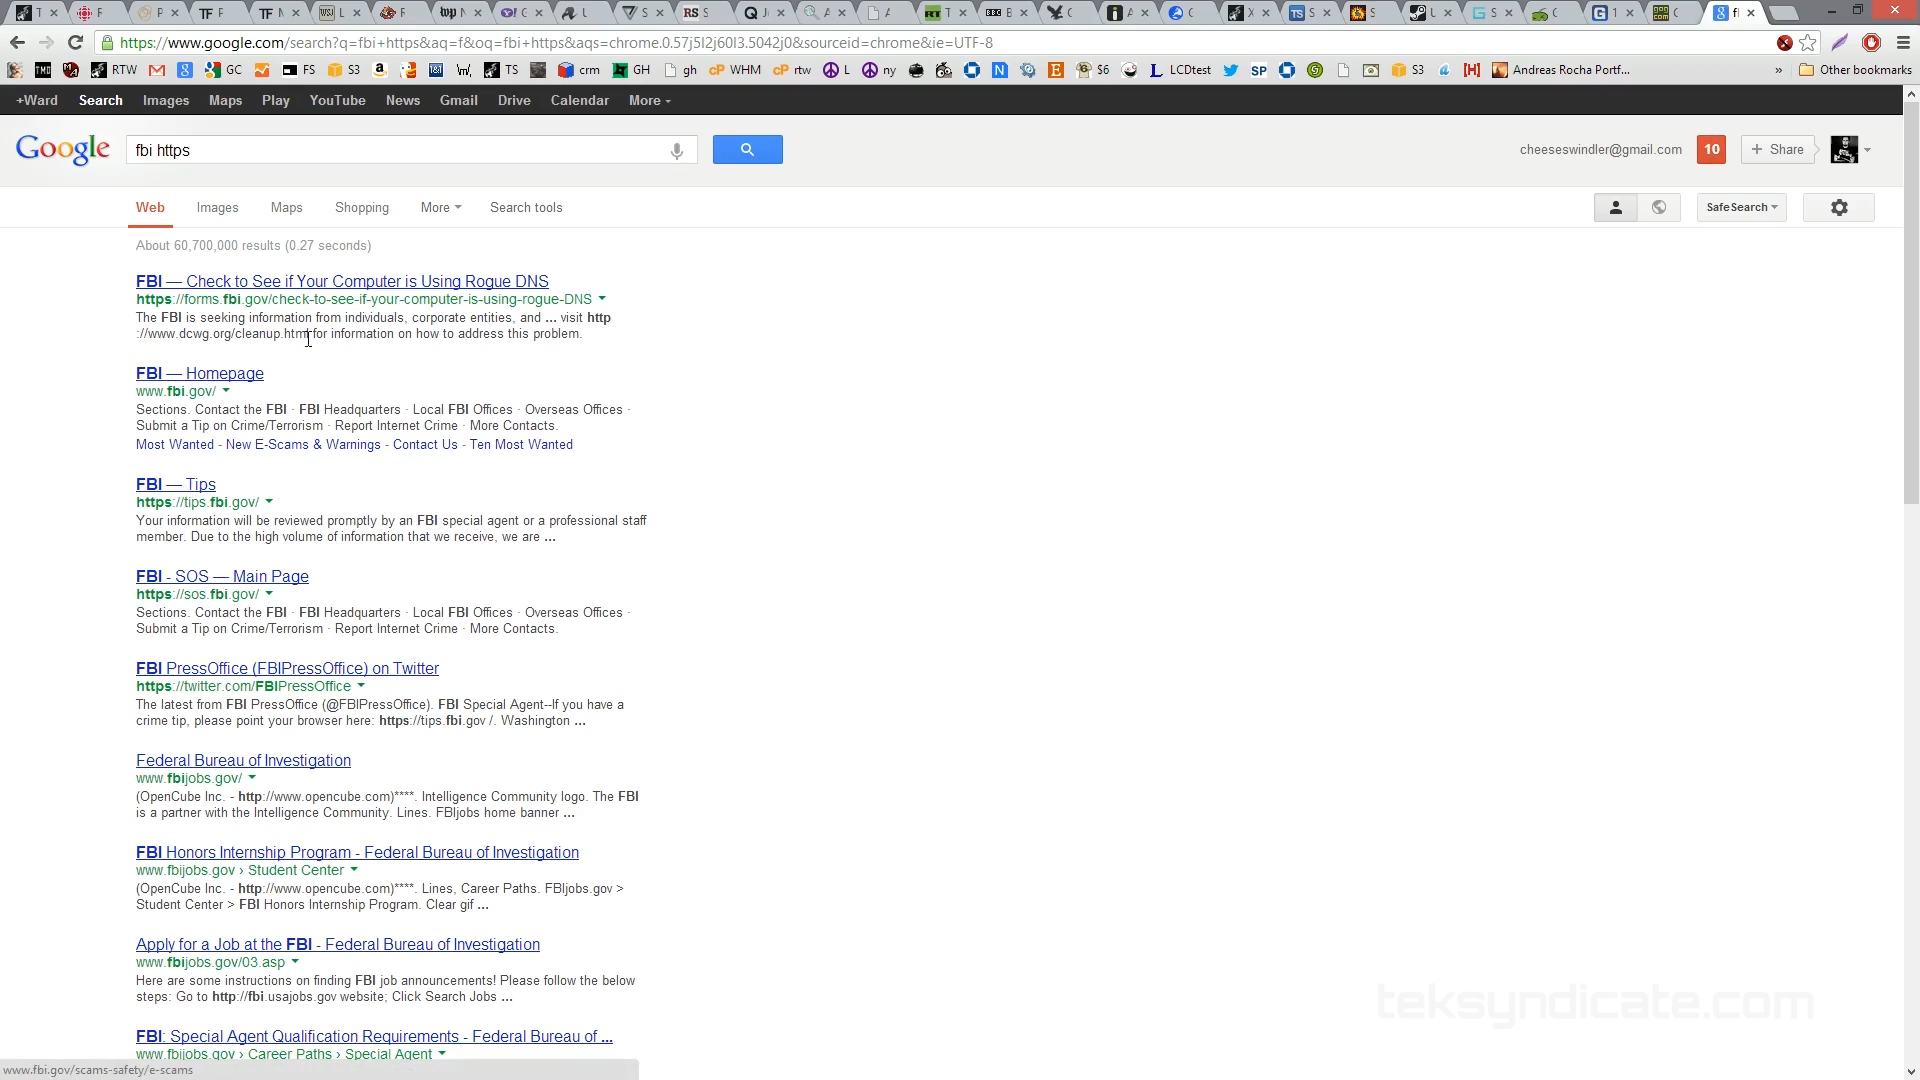 https://www.google.com/search?q=fbi+https&aq=f&oq=fbi+https&aqs=chrome.0.57j5l2j60l3.5042j0&sourceid=chrome&ie=UTF-8
RTW GC FS S3 TS crm GH gh WHM rtw L ny $6 LCDtest SP S3 Andreas Rocha Portf... » Other bookmarks
+Ward Search Images Maps Play YouTube News Gmail Drive Calendar More
Google fbi https cheeseswindler@gmail.com 10 + Share
Web Images Maps Shopping More Search tools SafeSearch
About 60,700,000 results (0.27 seconds)
FBI — Check to See if Your Computer is Using Rogue DNS
https://forms.fbi.gov/check-to-see-if-your-computer-is-using-rogue-DNS
The FBI is seeking information from individuals, corporate entities, and ... visit http
://www.dcwg.org/cleanup.html for information on how to address this problem.
FBI — Homepage
www.fbi.gov/
Sections. Contact the FBI · FBI Headquarters · Local FBI Offices · Overseas Offices ·
Submit a Tip on Crime/Terrorism · Report Internet Crime · More Contacts.
Most Wanted - New E-Scams & Warnings - Contact Us - Ten Most Wanted
FBI — Tips
https://tips.fbi.gov/
Your information will be reviewed promptly by an FBI special agent or a professional staff
member. Due to the high volume of information that we receive, we are ...
FBI - SOS — Main Page
https://sos.fbi.gov/
Sections. Contact the FBI · FBI Headquarters · Local FBI Offices · Overseas Offices ·
Submit a Tip on Crime/Terrorism · Report Internet Crime · More Contacts.
FBI PressOffice (FBIPressOffice) on Twitter
https://twitter.com/FBIPressOffice
The latest from FBI PressOffice (@FBIPressOffice). FBI Special Agent--If you have a
crime tip, please point your browser here: https://tips.fbi.gov /. Washington ...
Federal Bureau of Investigation
www.fbijobs.gov/
(OpenCube Inc. - http://www.opencube.com)****. Intelligence Community logo. The FBI
is a partner with the Intelligence Community. Lines. FBIjobs home banner ...
FBI Honors Internship Program - Federal Bureau of Investigation
www.fbijobs.gov › Student Center
(OpenCube Inc. - http://www.opencube.com)****. Lines, Career Paths. FBIjobs.gov >
Student Center > FBI Honors Internship Program. Clear gif ...
Apply for a Job at the FBI - Federal Bureau of Investigation
www.fbijobs.gov/03.asp
Here are some instructions on finding FBI job announcements! Please follow the below
steps: Go to http://fbi.usajobs.gov website; Click Search Jobs ...
teksyndicate.com
FBI: Special Agent Qualification Requirements - Federal Bureau of ...
www.fbijobs.gov › Career Paths › Special Agent
www.fbi.gov/scams-safety/e-scams